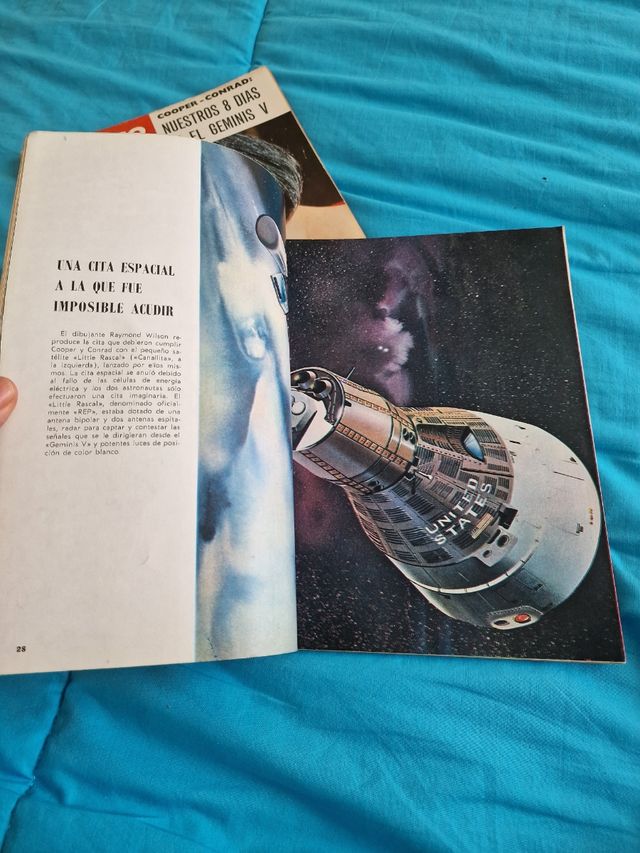 COOPER-CONRAD:
NUESTROS 8 DIAS
EL GEMINIS V
UNA CITA ESPACIAL
A LA QUE FUE
IMPOSIBLE ACUDIR
El dibujante Raymond Wilson re-
produce la cita que debieron cumplir
Cooper y Conrad con el pequeño sa-
télite «Little Rascal» («Canallita», a
la izquierda), lanzado por ellos mis-
mos. La cita espacial se anuló debido
al fallo de las células de energía
eléctrica y los dos astronautas sólo
efectuaron una cita imaginaria. El
«Little Rascal», denominado oficial-
mente «REP», estaba dotado de una
antena bipolar y dos antenas espira-
les, radar para captar y contestar las
señales que se le dirigieran desde el
«Geminis V» y potentes luces de posi-
ción de color blanco.
28
UNITED
STATES